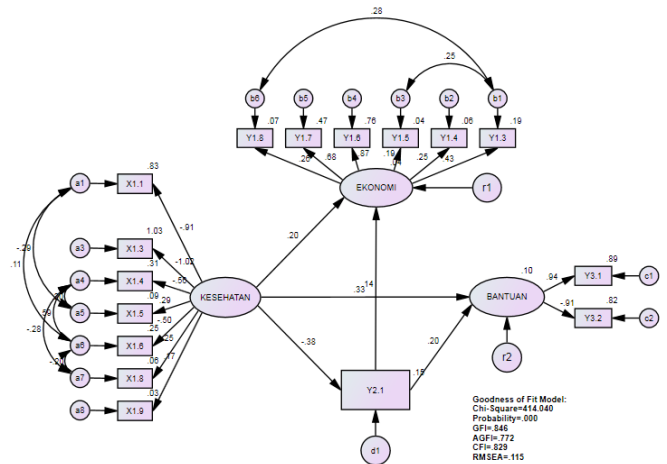 .28
.25
b6 b5 b4 b3 b2 b1
.07 .47 .76 .04 .06 .19
Y1.8 Y1.7 Y1.6 Y1.5 Y1.4 Y1.3
.26 .68 .87 .19 .25 .43
.04
EKONOMI
r1
.83
a1 X1.1
-.91
-.29
.11
.20
1.03
a3 X1.3
-1.02
.31
a4 X1.4
-.56
.09
a5 X1.5
.29
.59
KESEHATAN
.33
.14
.10
BANTUAN
.94
.89
Y3.1 c1
-.91
.82
Y3.2 c2
-.50
.25
a6 X1.6
.25
-.28
.06
a7 X1.8
.17
.03
a8 X1.9
-.38
.20
.15
Y2.1
r2
d1
Goodness of Fit Model:
Chi-Square=414.040
Probability=.000
GFI=.846
AGFI=.772
CFI=.829
RMSEA=.115